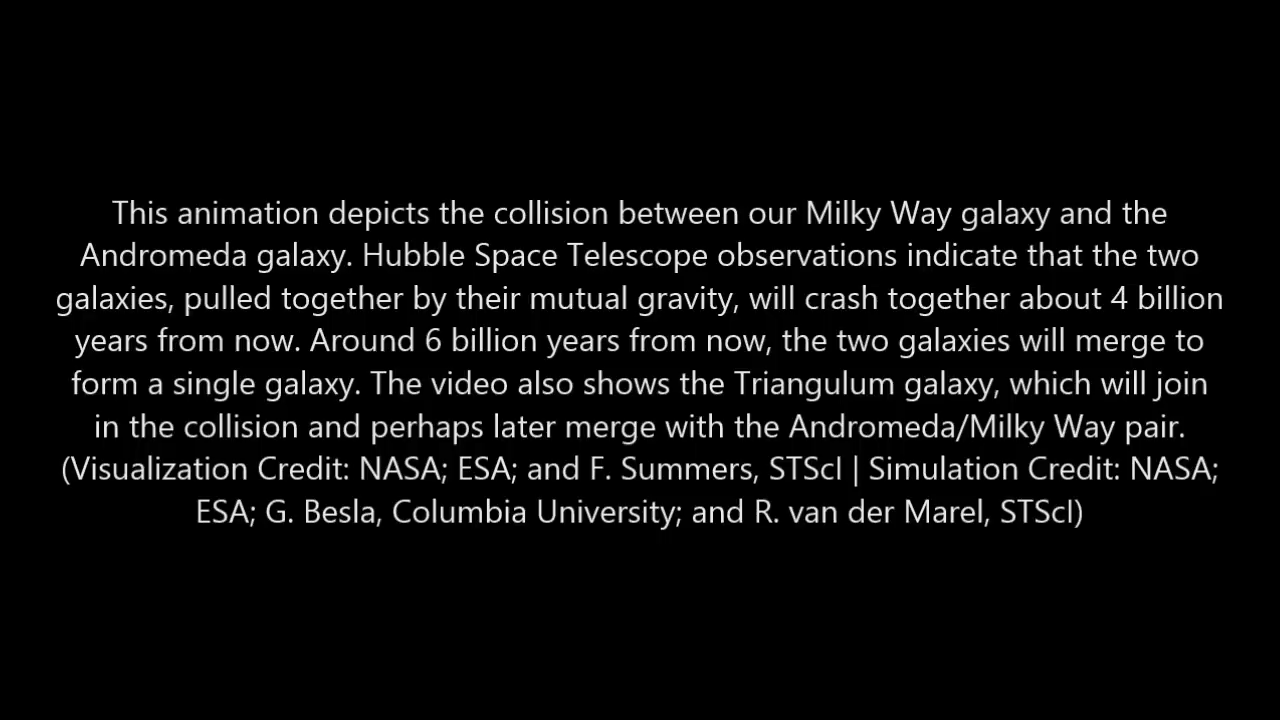 This animation depicts the collision between our Milky Way galaxy and the
Andromeda galaxy. Hubble Space Telescope observations indicate that the two
galaxies, pulled together by their mutual gravity, will crash together about 4 billion
years from now. Around 6 billion years from now, the two galaxies will merge to
form a single galaxy. The video also shows the Triangulum galaxy, which will join
in the collision and perhaps later merge with the Andromeda/Milky Way pair.
(Visualization Credit: NASA; ESA; and F. Summers, STScI | Simulation Credit: NASA;
ESA; G. Besla, Columbia University; and R. van der Marel, STScI)